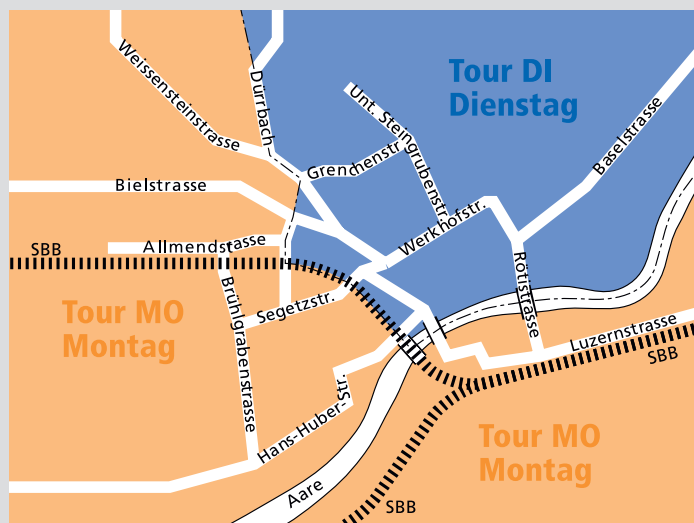 Tour DI
Dienstag
Weissensteinstrasse
Dürrbach
Unt. Steingrubenstr.
Baselstrasse
Grenchenstr.
Bielstrasse
Werkhofstr.
Allmendstrasse
SBB
Rötistrasse
Brühlgrabenstrasse
Segetzstr.
Tour MO
Montag
Luzernstrasse
SBB
Hans-Huber-
Str.
Tour MO
Montag
Aare
SBB